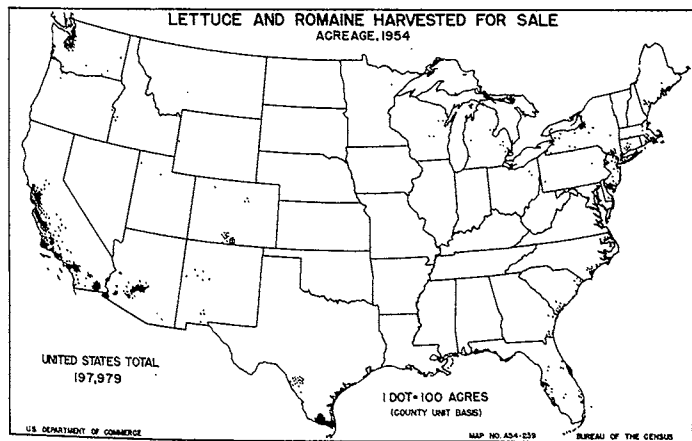 LETTUCE AND ROMAINE HARVESTED FOR SALE
ACREAGE, 1954
UNITED STATES TOTAL
197,979
1 DOT=100 ACRES
(COUNTY UNIT BASIS)
U.S. DEPARTMENT OF COMMERCE
MAP NO. A54-239
BUREAU OF THE CENSUS